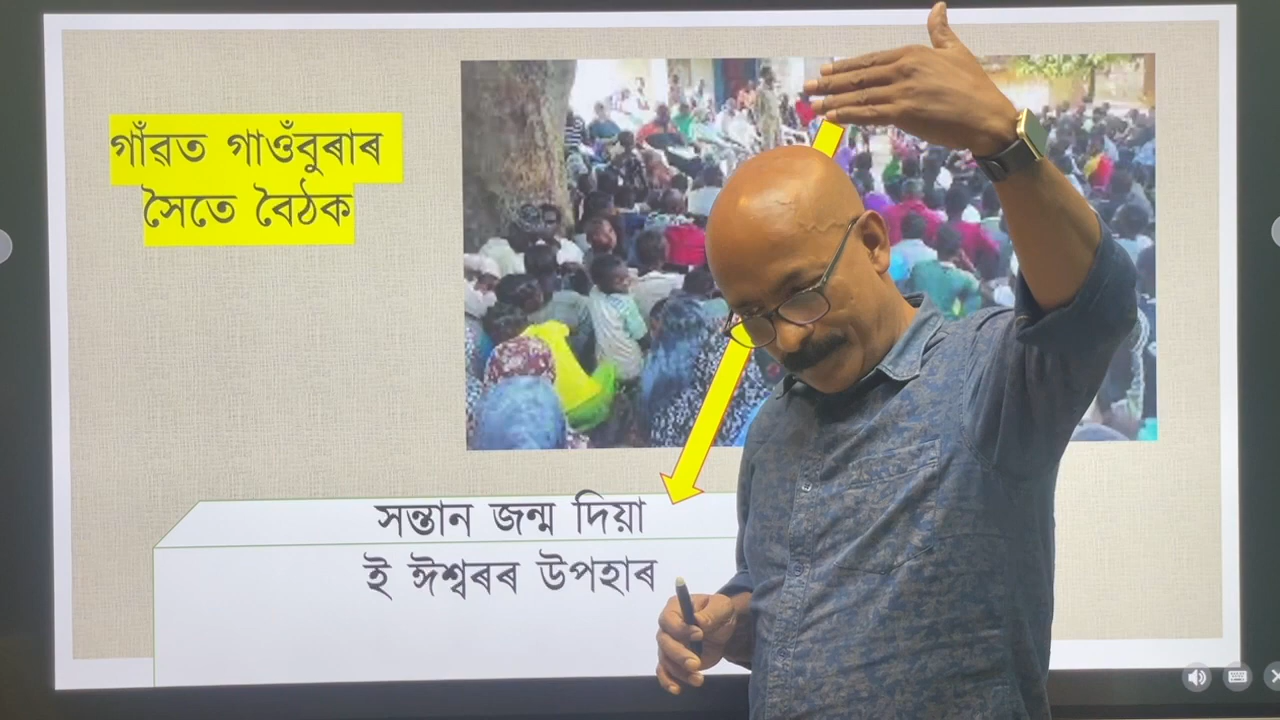 গাঁৱত গাওঁবুৰাৰ
সৈতে বৈঠক
সন্তান জন্ম দিয়া
ই ঈশ্বৰৰ উপহাৰ